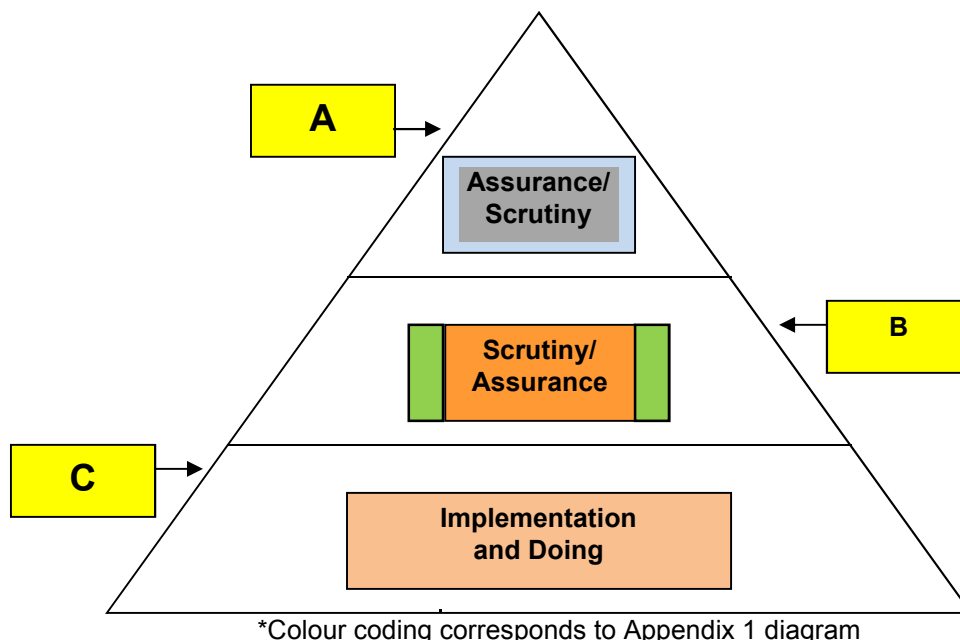 A
Assurance/
Scrutiny
B
Scrutiny/
Assurance
C
Implementation
and Doing
*Colour coding corresponds to Appendix 1 diagram